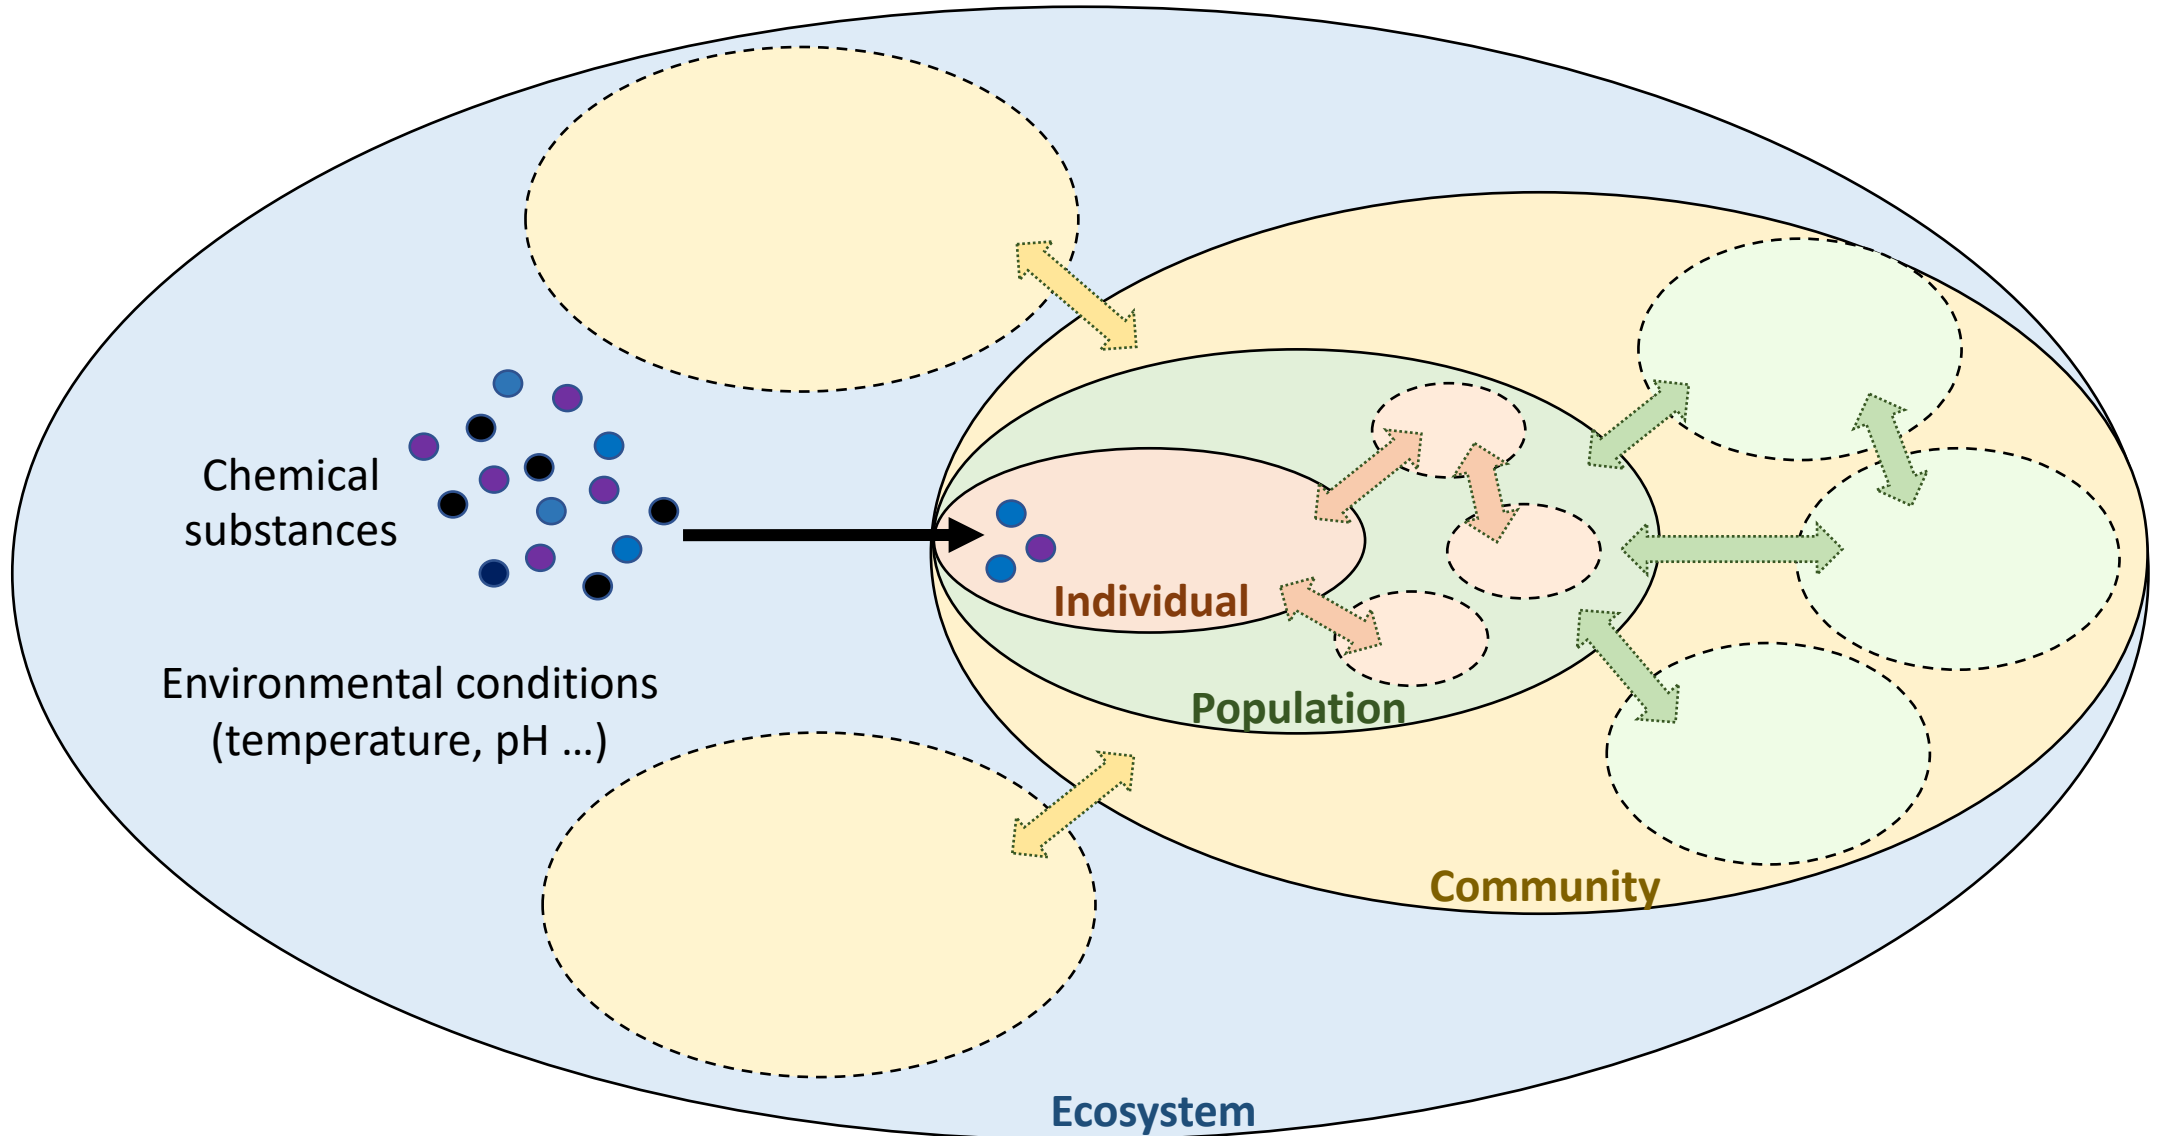 Chemical
substances
Environmental conditions
(temperature, pH ...)
Individual
Population
Community
Ecosystem